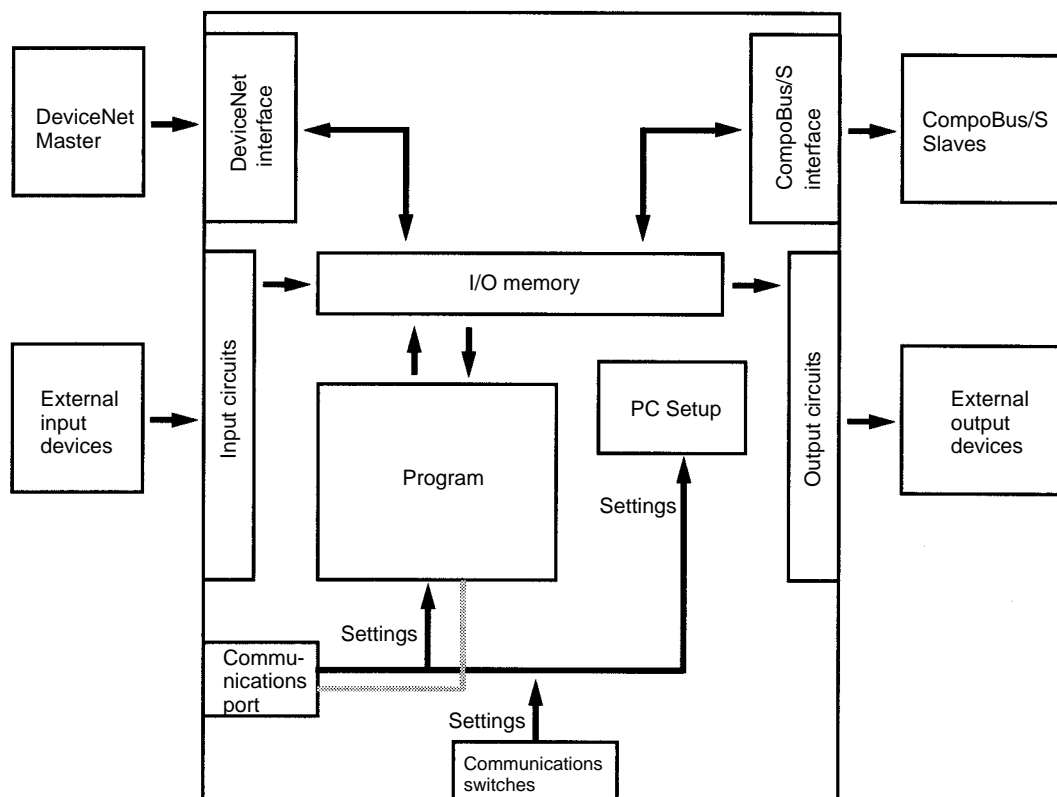 DeviceNet
Master
DeviceNet
interface
CompoBus/S
interface
CompoBus/S
Slaves
I/O memory
External
input
devices
Input circuits
Program
PC Setup
Output circuits
External
output
devices
Settings
Settings
Commu-
nications
port
Settings
Communications
switches